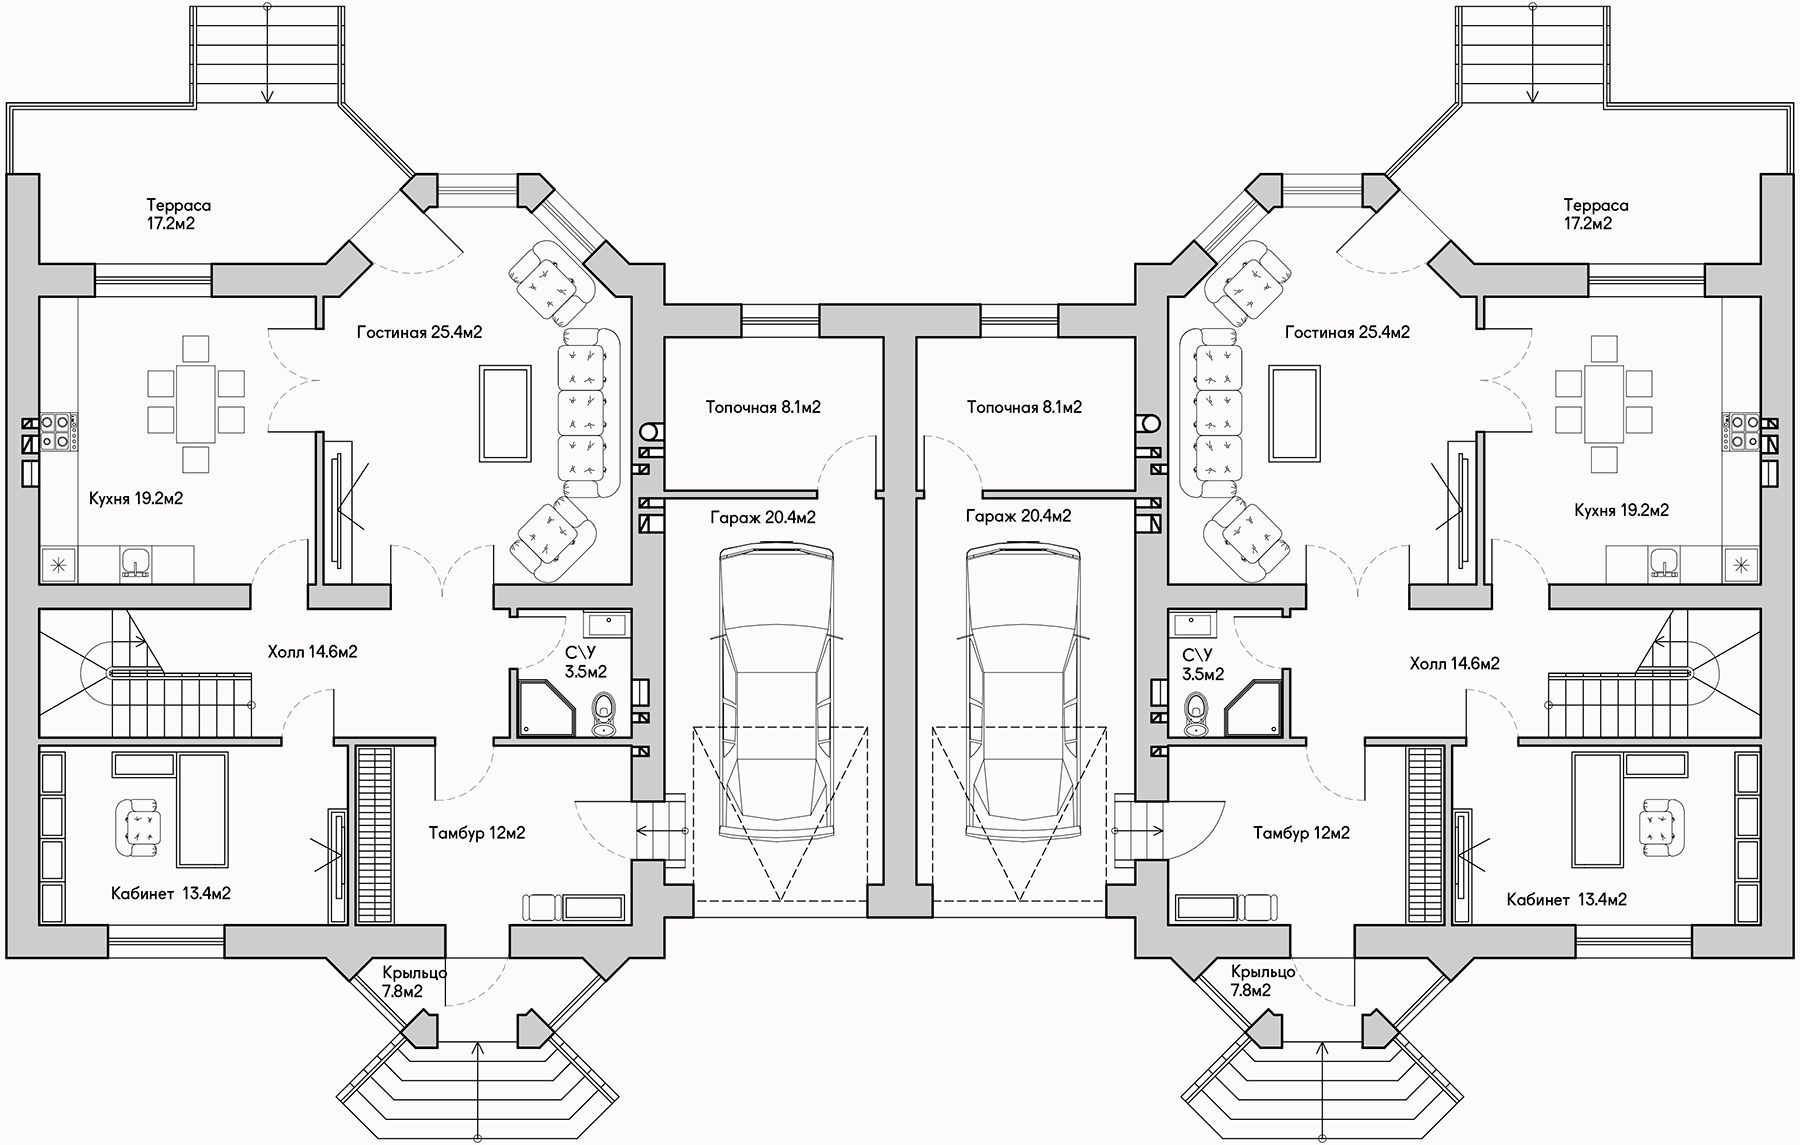 Терраса
17.2м2
Терраса
17.2м2
Гостиная 25.4м2
Гостиная 25.4м2
Топочная 8.1м2
Топочная 8.1м2
Кухня 19.2м2
Кухня 19.2м2
Гараж 20.4м2
Гараж 20.4м2
Холл 14.6м2
С\У
3.5м2
С\У
3.5м2
Холл 14.6м2
Тамбур 12м2
Тамбур 12м2
Кабинет 13.4м2
Кабинет 13.4м2
Крыльцо
7.8м2
Крыльцо
7.8м2